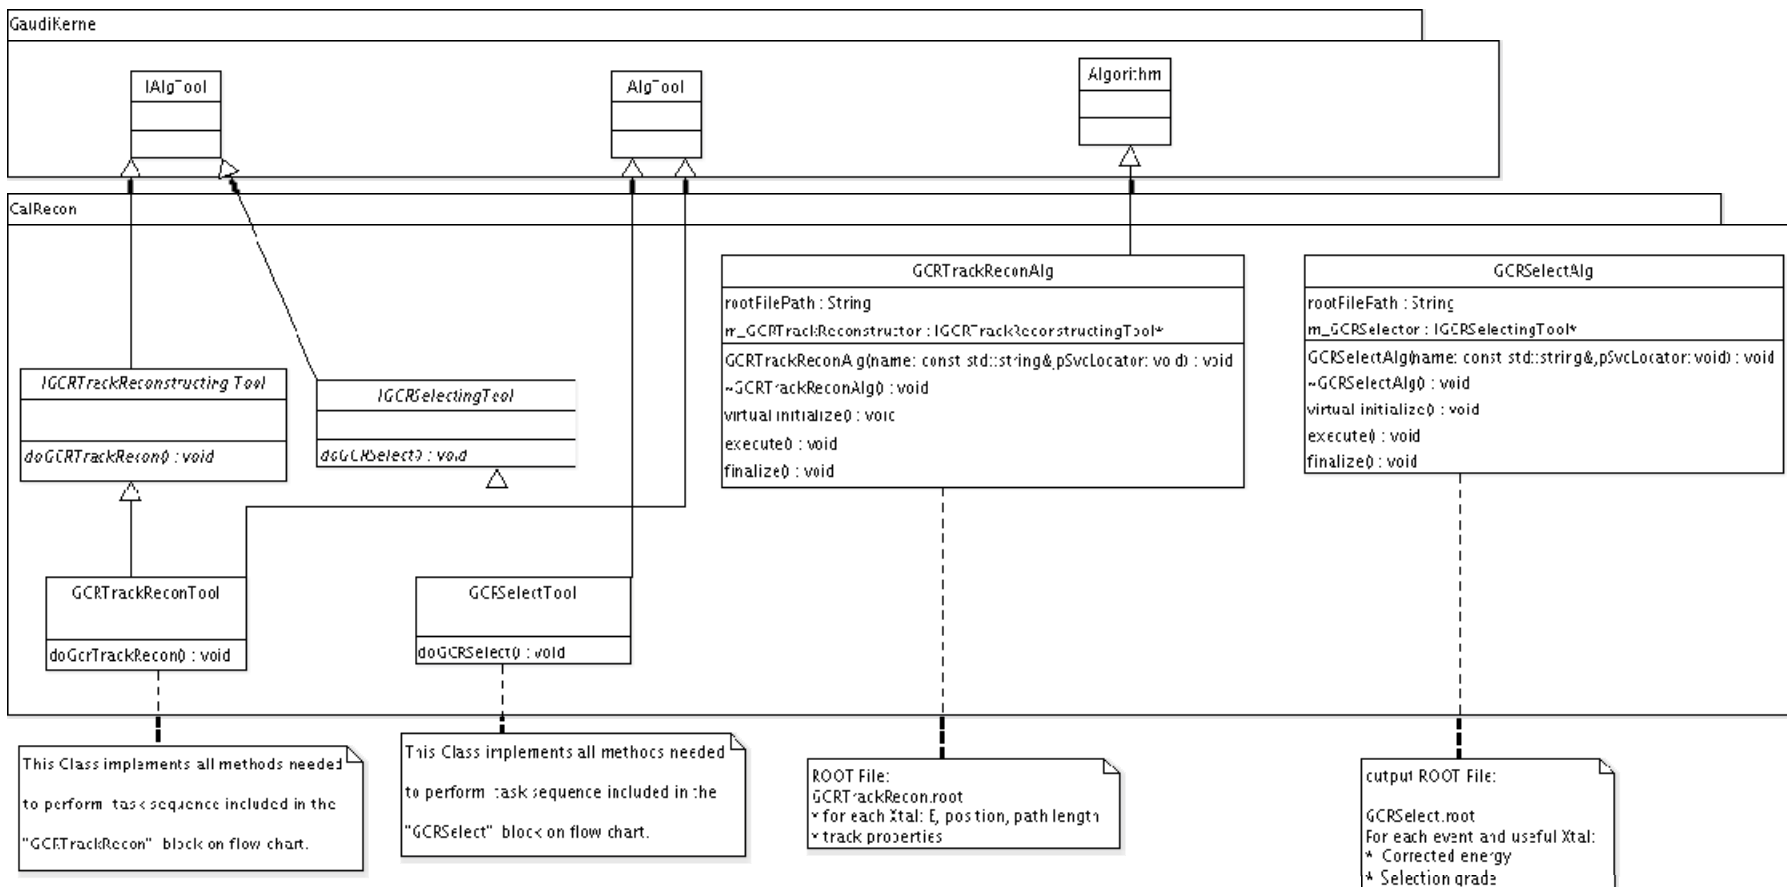 GaudiKerne
IAlgTool
AlgTool
Algorithm
CalRecon
GCRTrackReconAlg
rootFilePath : String
m_GCRTrackReconstructor : IGCRTrackReconstructingTool*
GCRTrackReconAlg(name: const std::string&,pSvcLocator: void) : void
~GCRTrackReconAlg() : void
virtual initialize() : void
execute() : void
finalize() : void
GCRSelectAlg
rootFilePath : String
m_GCRSelector : IGCRSelectingTool*
GCRSelectAlg(name: const std::string&,pSvcLocator: void) : void
~GCRSelectAlg() : void
virtual initialize() : void
execute() : void
finalize() : void
IGCRTrackReconstructing Tool
doGCRTrackRecon() : void
IGCRSelectingTool
doGCRSelect() : void
GCRTrackReconTool
doGcrTrackRecon() : void
GCRSelectTool
doGCRSelect() : void
This Class implements all methods needed
to perform task sequence included in the
"GCRTrackRecon" block on flow chart.
This Class implements all methods needed
to perform task sequence included in the
"GCRSelect" block on flow chart.
ROOT File:
GCRTrackRecon.root
* for each Xtal: E, position, path length
* track properties
output ROOT File:
GCRSelect.root
For each event and useful Xtal:
* Corrected energy
* Selection grade